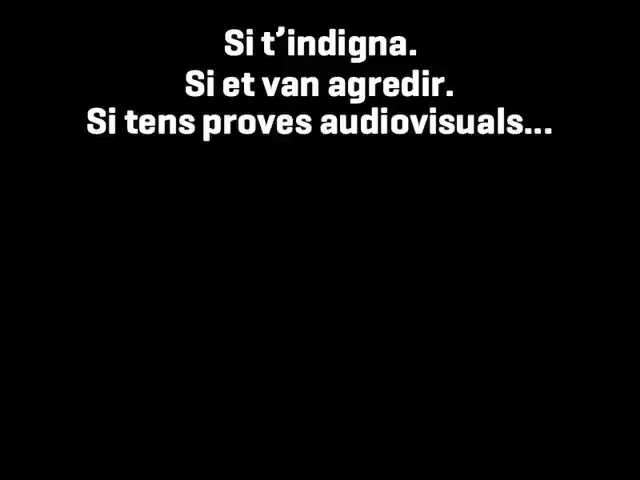 Si t’indigna.
Si et van agredir.
Si tens proves audiovisuals...